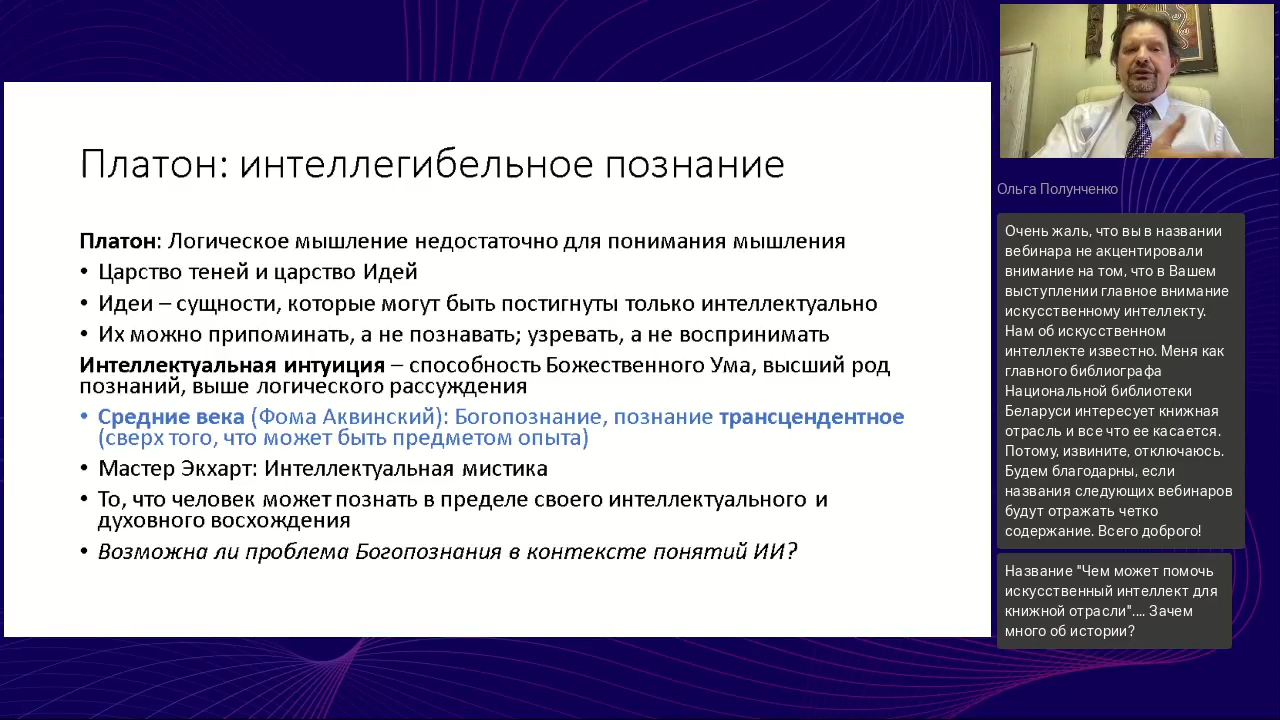 Платон: интеллегибельное познание
Платон: Логическое мышление недостаточно для понимания мышления
• Царство теней и царство Идей
• Идеи – сущности, которые могут быть постигнуты только интеллектуально
• Их можно припоминать, а не познавать; узревать, а не воспринимать
Интеллектуальная интуиция – способность Божественного Ума, высший род
познаний, выше логического рассуждения
• Средние века (Фома Аквинский): Богопознание, познание трансцендентное
(сверх того, что может быть предметом опыта)
• Мастер Экхарт: Интеллектуальная мистика
• То, что человек может познать в пределе своего интеллектуального и
духовного восхождения
• Возможна ли проблема Богопознания в контексте понятий ИИ?
Ольга Полунченко
Очень жаль, что вы в названии
вебинара не акцентировали
внимание на том, что в Вашем
выступлении главное внимание
искусственному интеллекту.
Нам об искусственном
интеллекте известно. Меня как
главного библиографа
Национальной библиотеки
Беларуси интересует книжная
отрасль и все что ее касается.
Потому, извините, отключаюсь.
Будем благодарны, если
названия следующих вебинаров
будут отражать четко
содержание. Всего доброго!
Название "Чем может помочь
искусственный интеллект для
книжной отрасли".... Зачем
много об истории?